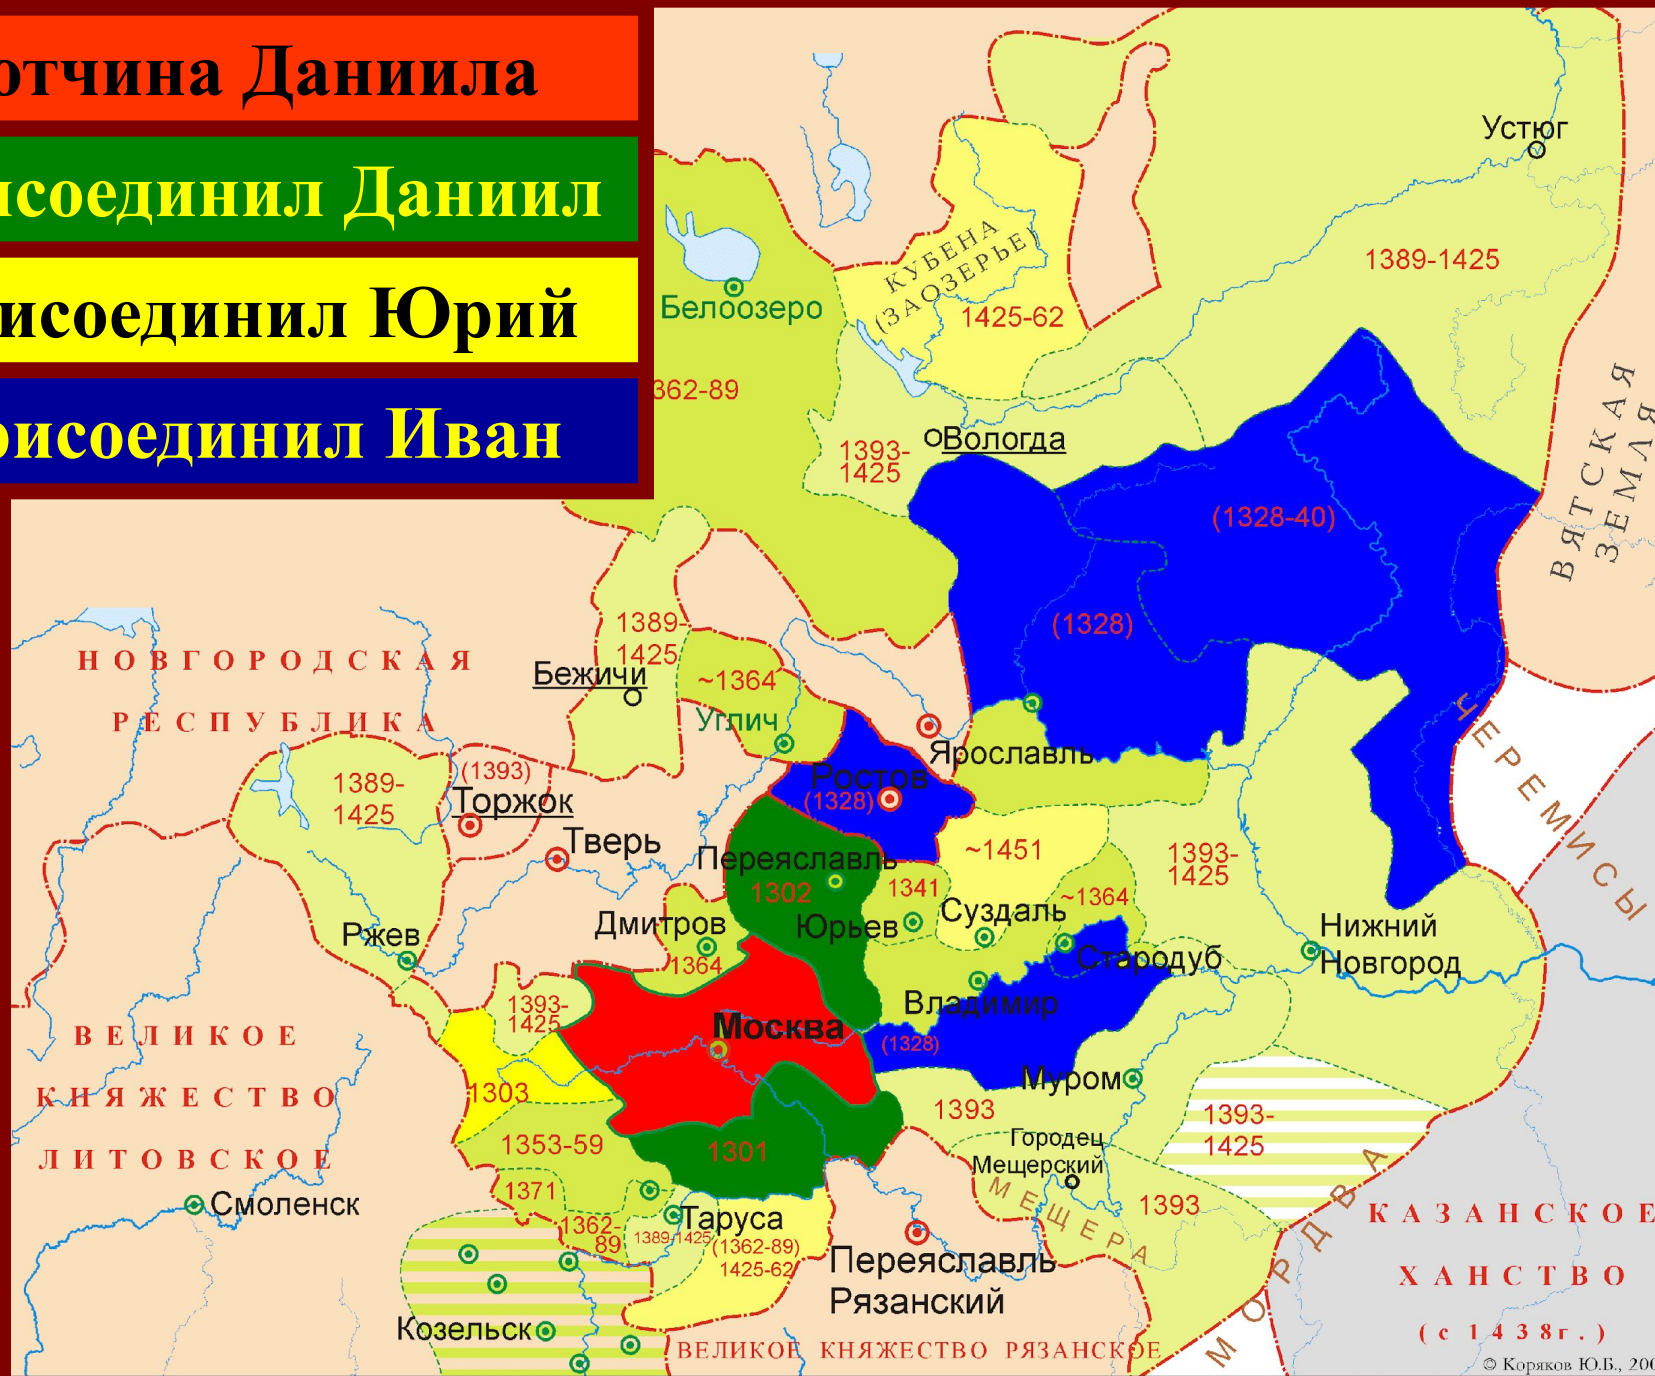 отчина Даниила
исоединил Даниил
исоединил Юрий
рисоединил Иван
Устюг
1389-1425
КУБЕНА
(ЗАОЗЕРЬЕ)
1425-62
Белоозеро
362-89
ВЯТСКАЯ
ЗЕМЛЯ
Вологда
1393-
1425
(1328-40)
(1328)
1389-
1425
Бежичи
~1364
Углич
НОВГОРОДСКАЯ
РЕСПУБЛИКА
Ярославль
ЧЕРЕМИСЫ
1389-
1425
(1393)
Торжок
Ростов
(1328)
Тверь
Переяславль
1302
~1451
1393-
1425
1341
~1364
Юрьев
Суздаль
Дмитров
1364
Ржев
Стародуб
Нижний
Новгород
Владимир
1393-
1425
Москва
(1328)
ВЕЛИКОЕ
КНЯЖЕСТВО
ЛИТОВСКОЕ
1303
Муром
1393
1393-
1425
1353-59
1301
Городец
Мещерский
МЕЩЕРА
1393
МОРДВА
1371
Смоленск
1362-
89
1389-1425
Таруса
(1362-89)
1425-62
КАЗАНСКОЕ
ХАНСТВО
(с 1438г.)
Переяславль
Рязанский
Козельск
ВЕЛИКОЕ КНЯЖЕСТВО РЯЗАНСКОЕ
© Коряков Ю.Б., 200